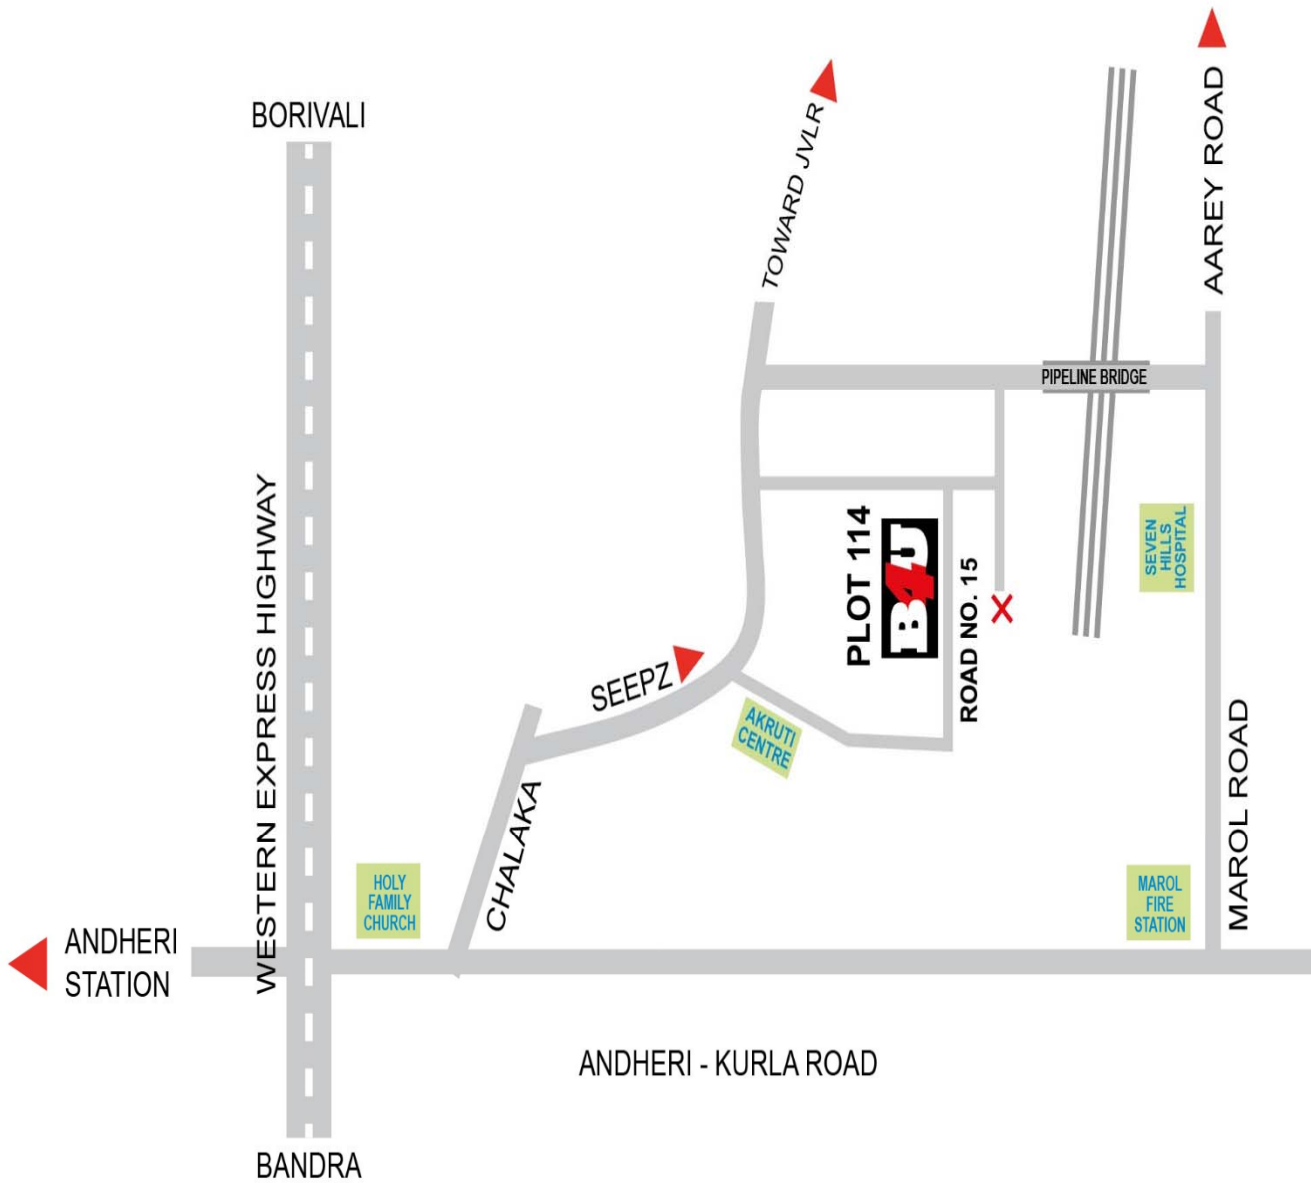 BORIVALI
TOWARD JVLR
AAREY ROAD
PIPELINE BRIDGE
WESTERN EXPRESS HIGHWAY
PLOT 114
B4U
ROAD NO. 15
X
SEVEN
HILLS
HOSPITAL
SEEPZ
AKRUTI
CENTRE
CHALAKA
HOLY
FAMILY
CHURCH
MAROL
FIRE
STATION
MAROL ROAD
ANDHERI
STATION
ANDHERI - KURLA ROAD
BANDRA